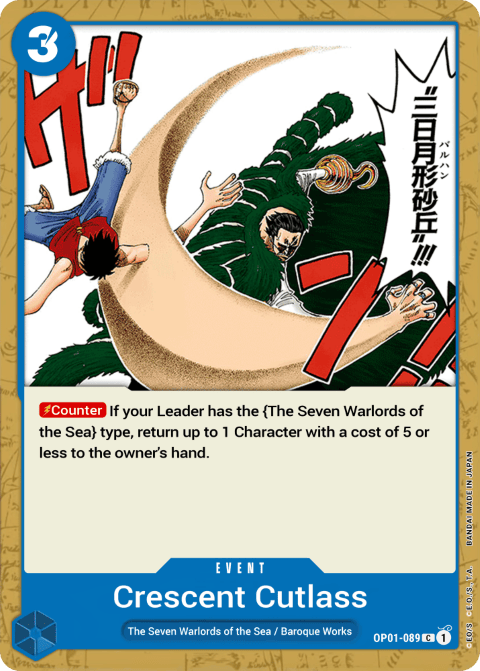 3
ザ!!
"三日月形砂丘"!!!
バルハン
ドン!!
⚡Counter If your Leader has the {The Seven Warlords of
the Sea} type, return up to 1 Character with a cost of 5 or
less to the owner's hand.
EVENT
Crescent Cutlass
The Seven Warlords of the Sea / Baroque Works
OP01-089 C 1
©E.O./S. ©E.O./S.,T.A. BANDAI MADE IN JAPAN